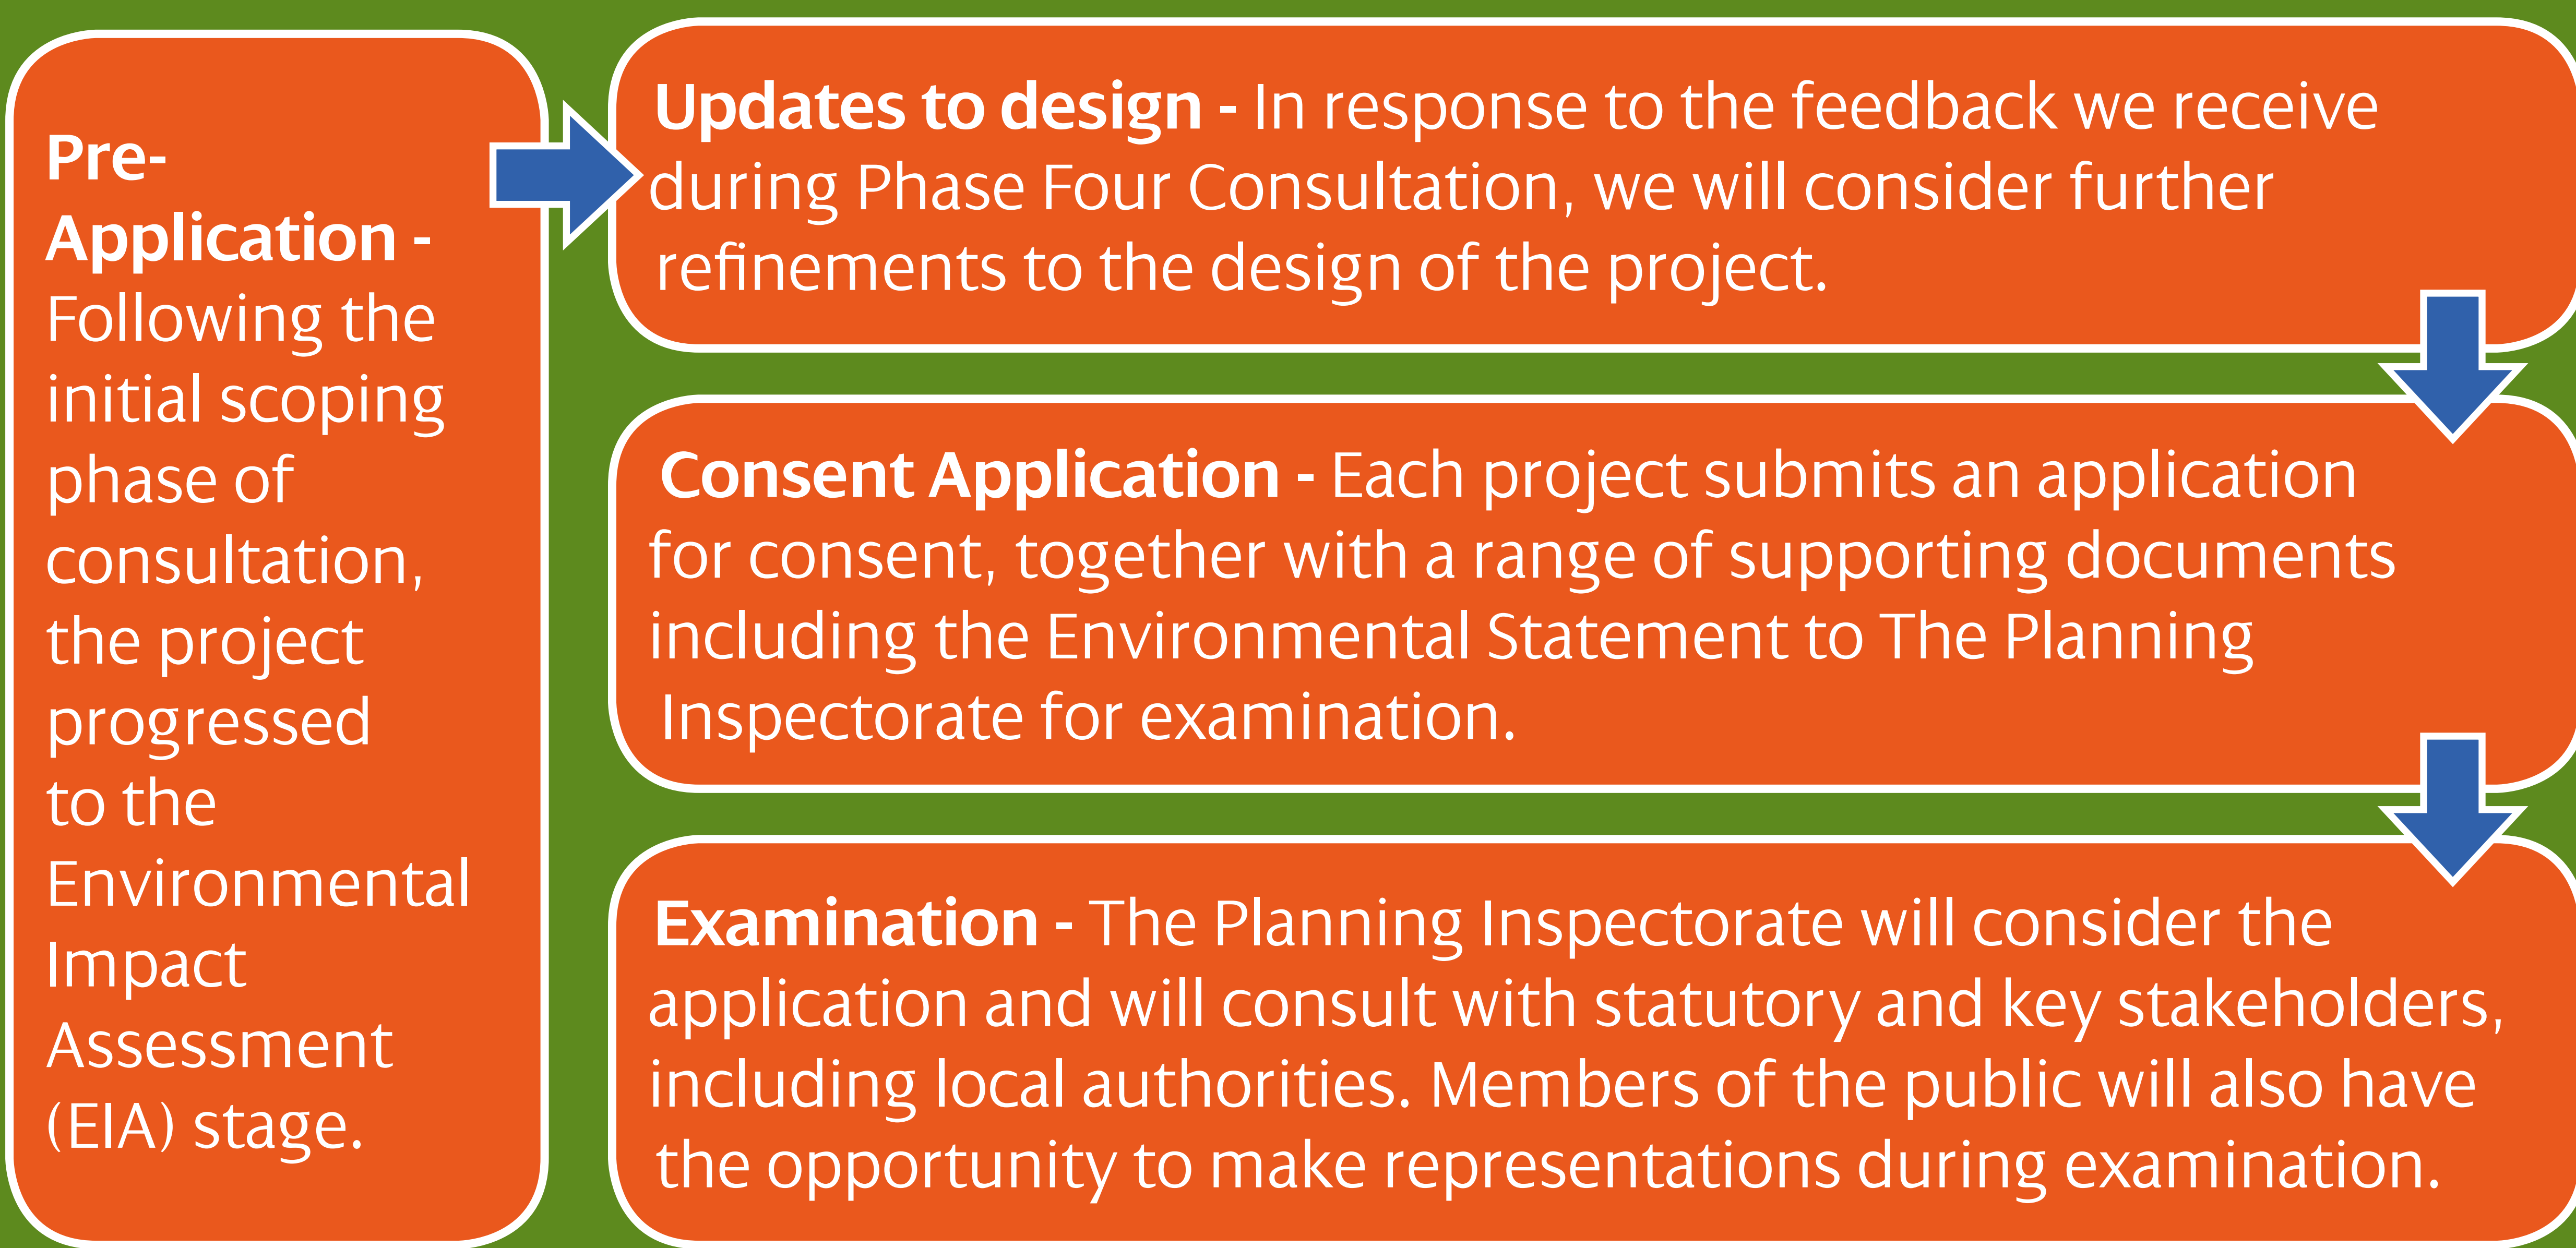 Pre-
Application -
Following the
initial scoping
phase of
consultation,
the project
progressed
to the
Environmental
Impact
Assessment
(EIA) stage.
Updates to design - In response to the feedback we receive
during Phase Four Consultation, we will consider further
refinements to the design of the project.
Consent Application - Each project submits an application
for consent, together with a range of supporting documents
including the Environmental Statement to The Planning
Inspectorate for examination.
Examination - The Planning Inspectorate will consider the
application and will consult with statutory and key stakeholders,
including local authorities. Members of the public will also have
the opportunity to make representations during examination.